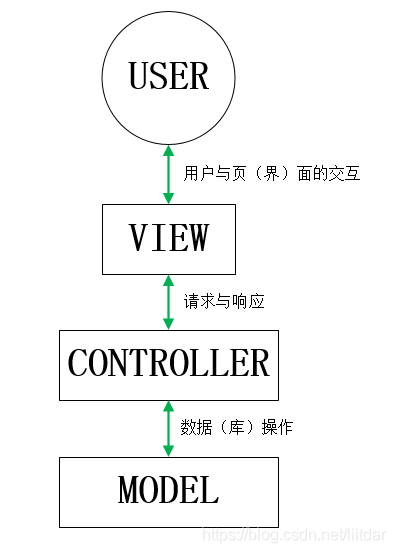 USER
用户与页（界）面的交互
VIEW
请求与响应
CONTROLLER
数据（库）操作
MODEL
https://blog.csdn.net/liitdar